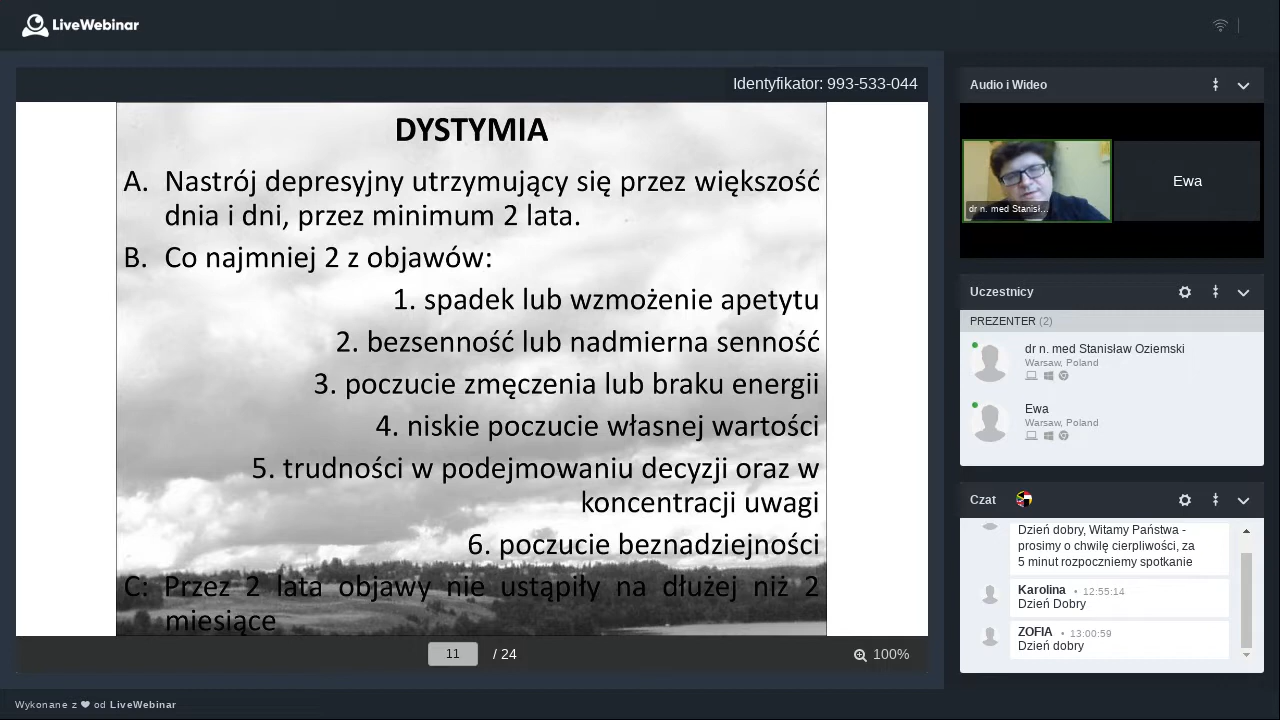 LiveWebinar
Identyfikator: 993-533-044
DYSTYMIA
A. Nastrój depresyjny utrzymujący się przez większość
dnia i dni, przez minimum 2 lata.
B. Co najmniej 2 z objawów:
1. spadek lub wzmożenie apetytu
2. bezsenność lub nadmierna senność
3. poczucie zmęczenia lub braku energii
4. niskie poczucie własnej wartości
5. trudności w podejmowaniu decyzji oraz w
koncentracji uwagi
6. poczucie beznadziejności
C: Przez 2 lata objawy nie ustąpiły na dłużej niż 2
miesiące
11 / 24
100%
Audio i Wideo
dr n. med Stanisł...
Ewa
Uczestnicy
PREZENTER (2)
dr n. med Stanisław Oziemski
Warsaw, Poland
Ewa
Warsaw, Poland
Czat
Dzień dobry, Witamy Państwa -
prosimy o chwilę cierpliwości, za
5 minut rozpoczniemy spotkanie
Karolina • 12:55:14
Dzień Dobry
ZOFIA • 13:00:59
Dzień dobry
Wykonane z ❤ od LiveWebinar